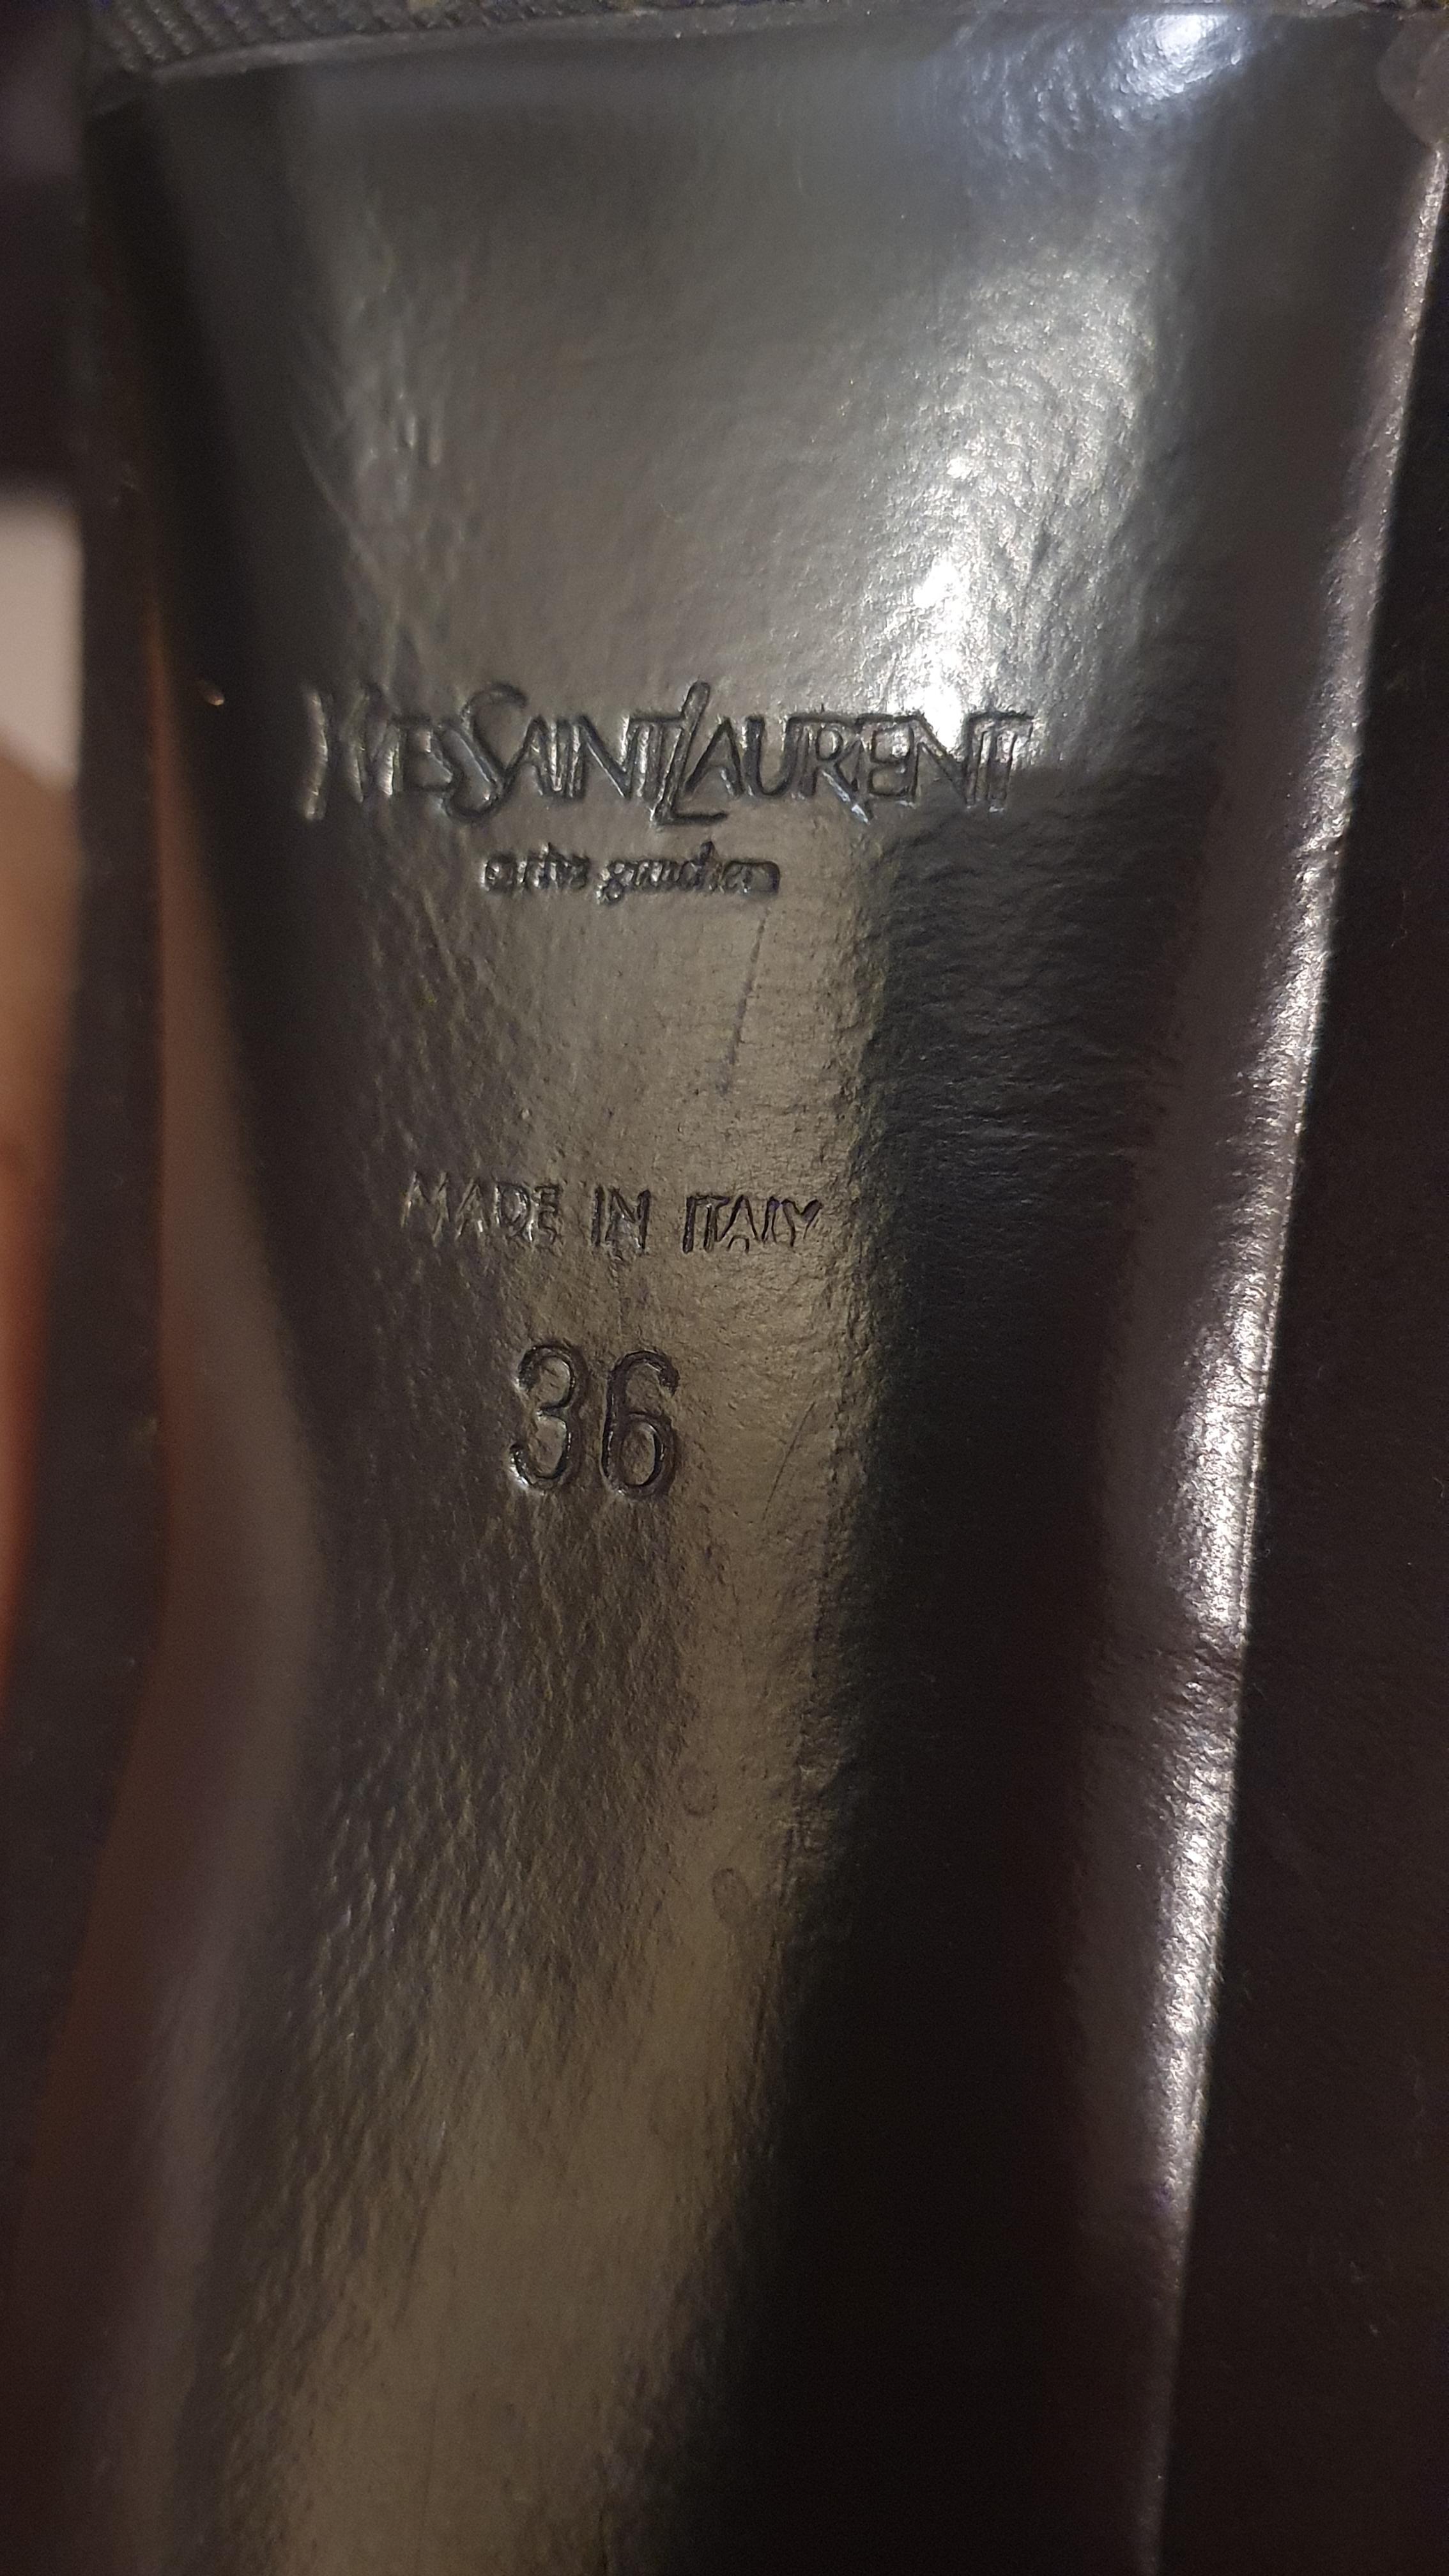 YVESSAINTLAURENT
rive gauche
MADE IN ITALY
36